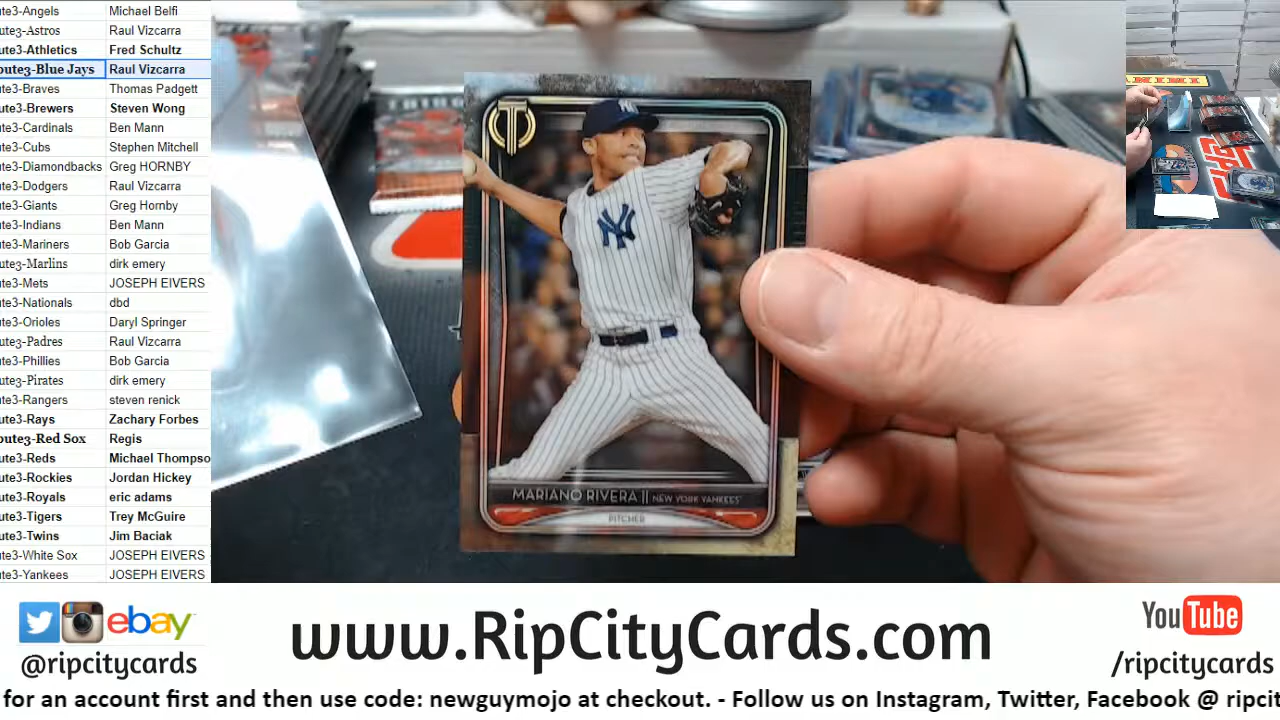 ute3-Angels Michael Belfi
ute3-Astros Raul Vizcarra
ute3-Athletics Fred Schultz
oute3-Blue Jays Raul Vizcarra
ute3-Braves Thomas Padgett
ute3-Brewers Steven Wong
ute3-Cardinals Ben Mann
ute3-Cubs Stephen Mitchell
ute3-Diamondbacks Greg HORNBY
ute3-Dodgers Raul Vizcarra
ute3-Giants Greg Hornby
ute3-Indians Ben Mann
ute3-Mariners Bob Garcia
ute3-Marlins dirk emery
ute3-Mets JOSEPH EIVERS
ute3-Nationals dbd
ute3-Orioles Daryl Springer
ute3-Padres Raul Vizcarra
ute3-Phillies Bob Garcia
ute3-Pirates dirk emery
ute3-Rangers steven renick
ute3-Rays Zachary Forbes
oute3-Red Sox Regis
ute3-Reds Michael Thompso
ute3-Rockies Jordan Hickey
ute3-Royals eric adams
ute3-Tigers Trey McGuire
ute3-Twins Jim Baciak
ute3-White Sox JOSEPH EIVERS
ute3-Yankees JOSEPH EIVERS
NY
MARIANO RIVERA || NEW YORK YANKEES
PITCHER
ebay
@ripcitycards
www.RipCityCards.com
YouTube
/ripcitycards
for an account first and then use code: newguymojo at checkout. - Follow us on Instagram, Twitter, Facebook @ ripcit